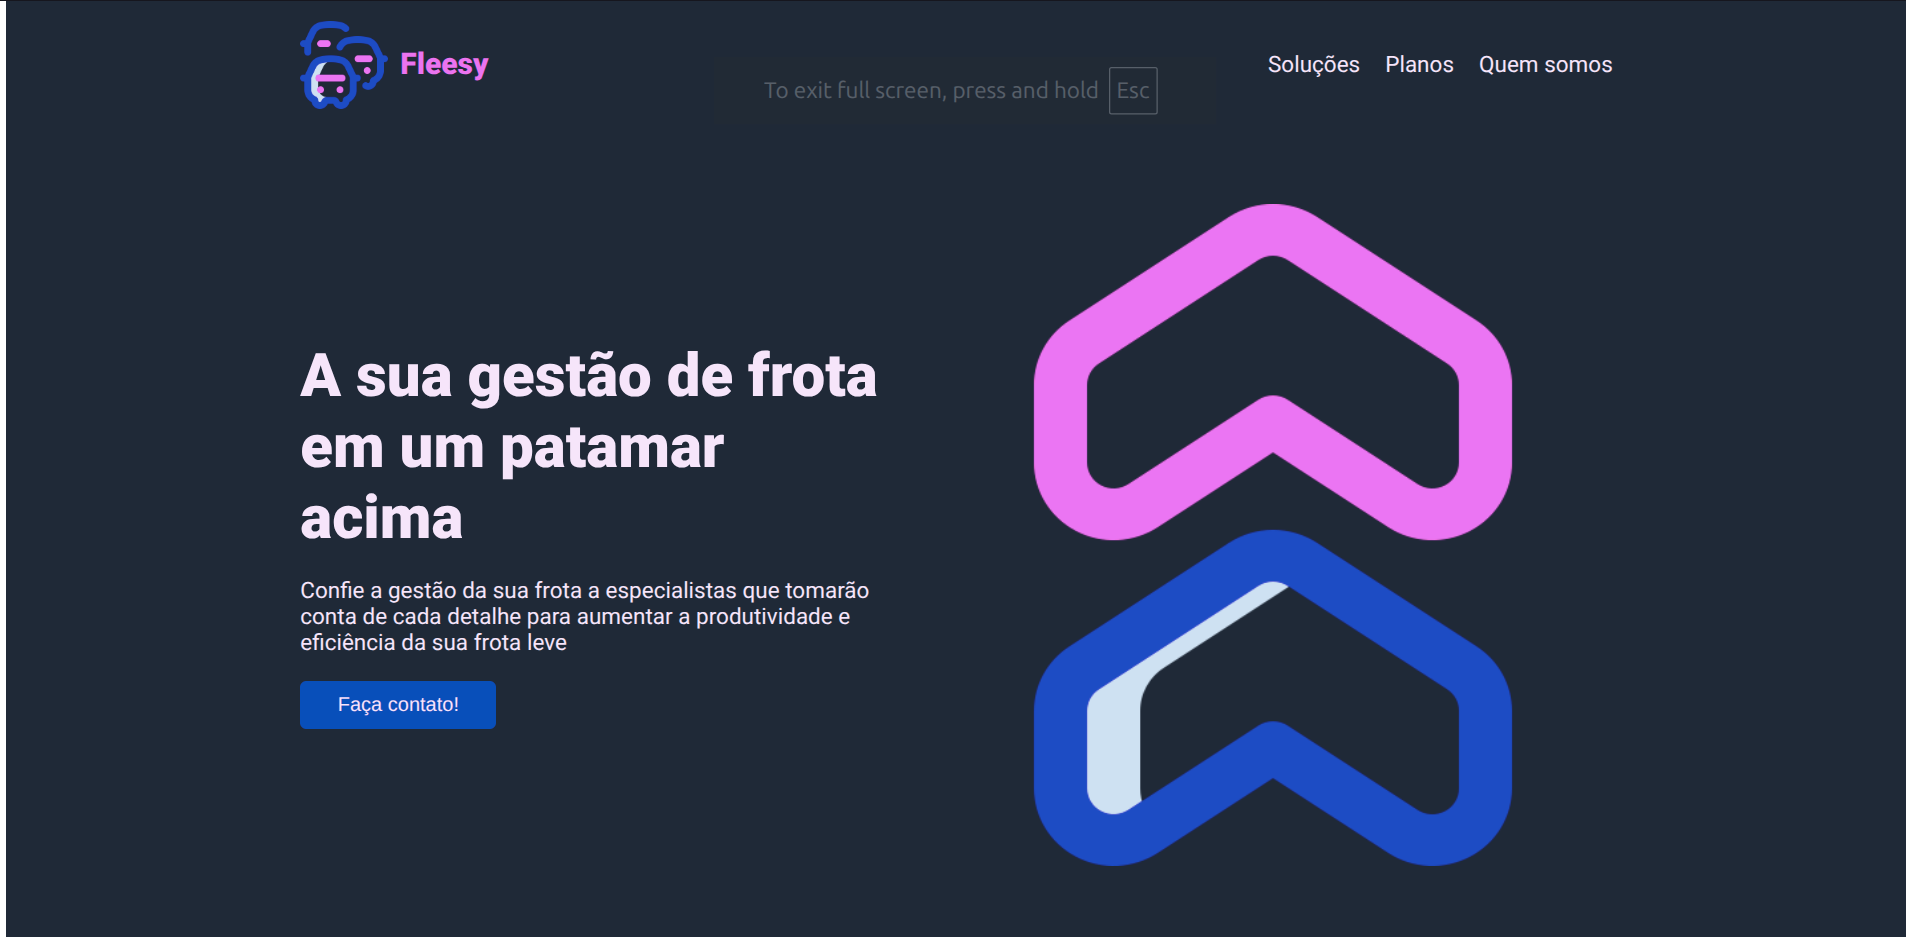 Fleesy
Soluções Planos Quem somos
To exit full screen, press and hold Esc
A sua gestão de frota
em um patamar
acima
Confie a gestão da sua frota a especialistas que tomarão
conta de cada detalhe para aumentar a produtividade e
eficiência da sua frota leve
Faça contato!